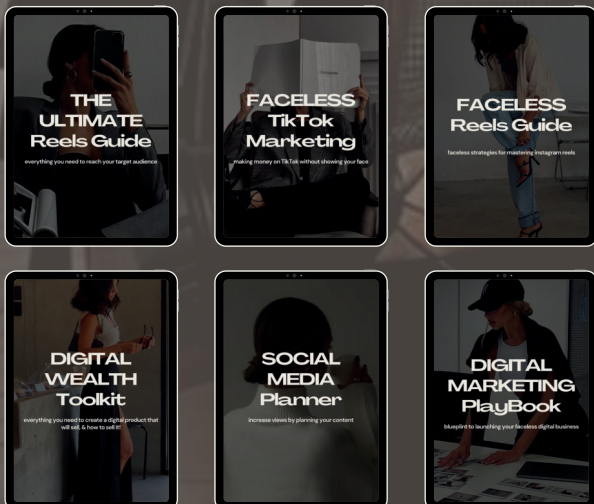 THE
ULTIMATE
Reels Guide
everything you need to reach your target audience
FACELESS
TikTok
Marketing
making money on TikTok without showing your face
FACELESS
Reels Guide
faceless strategies for mastering instagram reels
DIGITAL
WEALTH
Toolkit
everything you need to create a digital product that
will sell, & how to sell it!
SOCIAL
MEDIA
Planner
increase views by planning your content
DIGITAL
MARKETING
PlayBook
blueprint to launching your faceless digital business